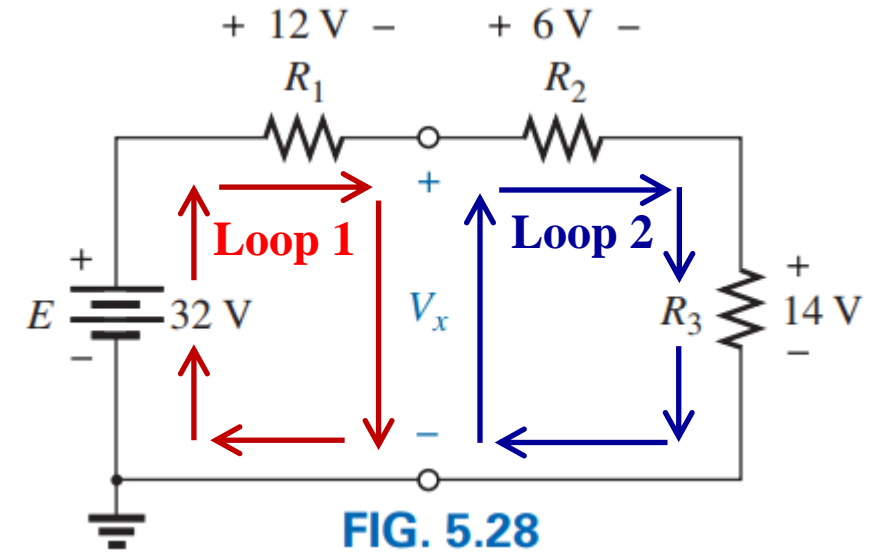 + 12 V − + 6 V −
R₁ R₂
+
Loop 1 Loop 2
+ +
E 32 V Vₓ R₃ 14 V
− −
−
FIG. 5.28